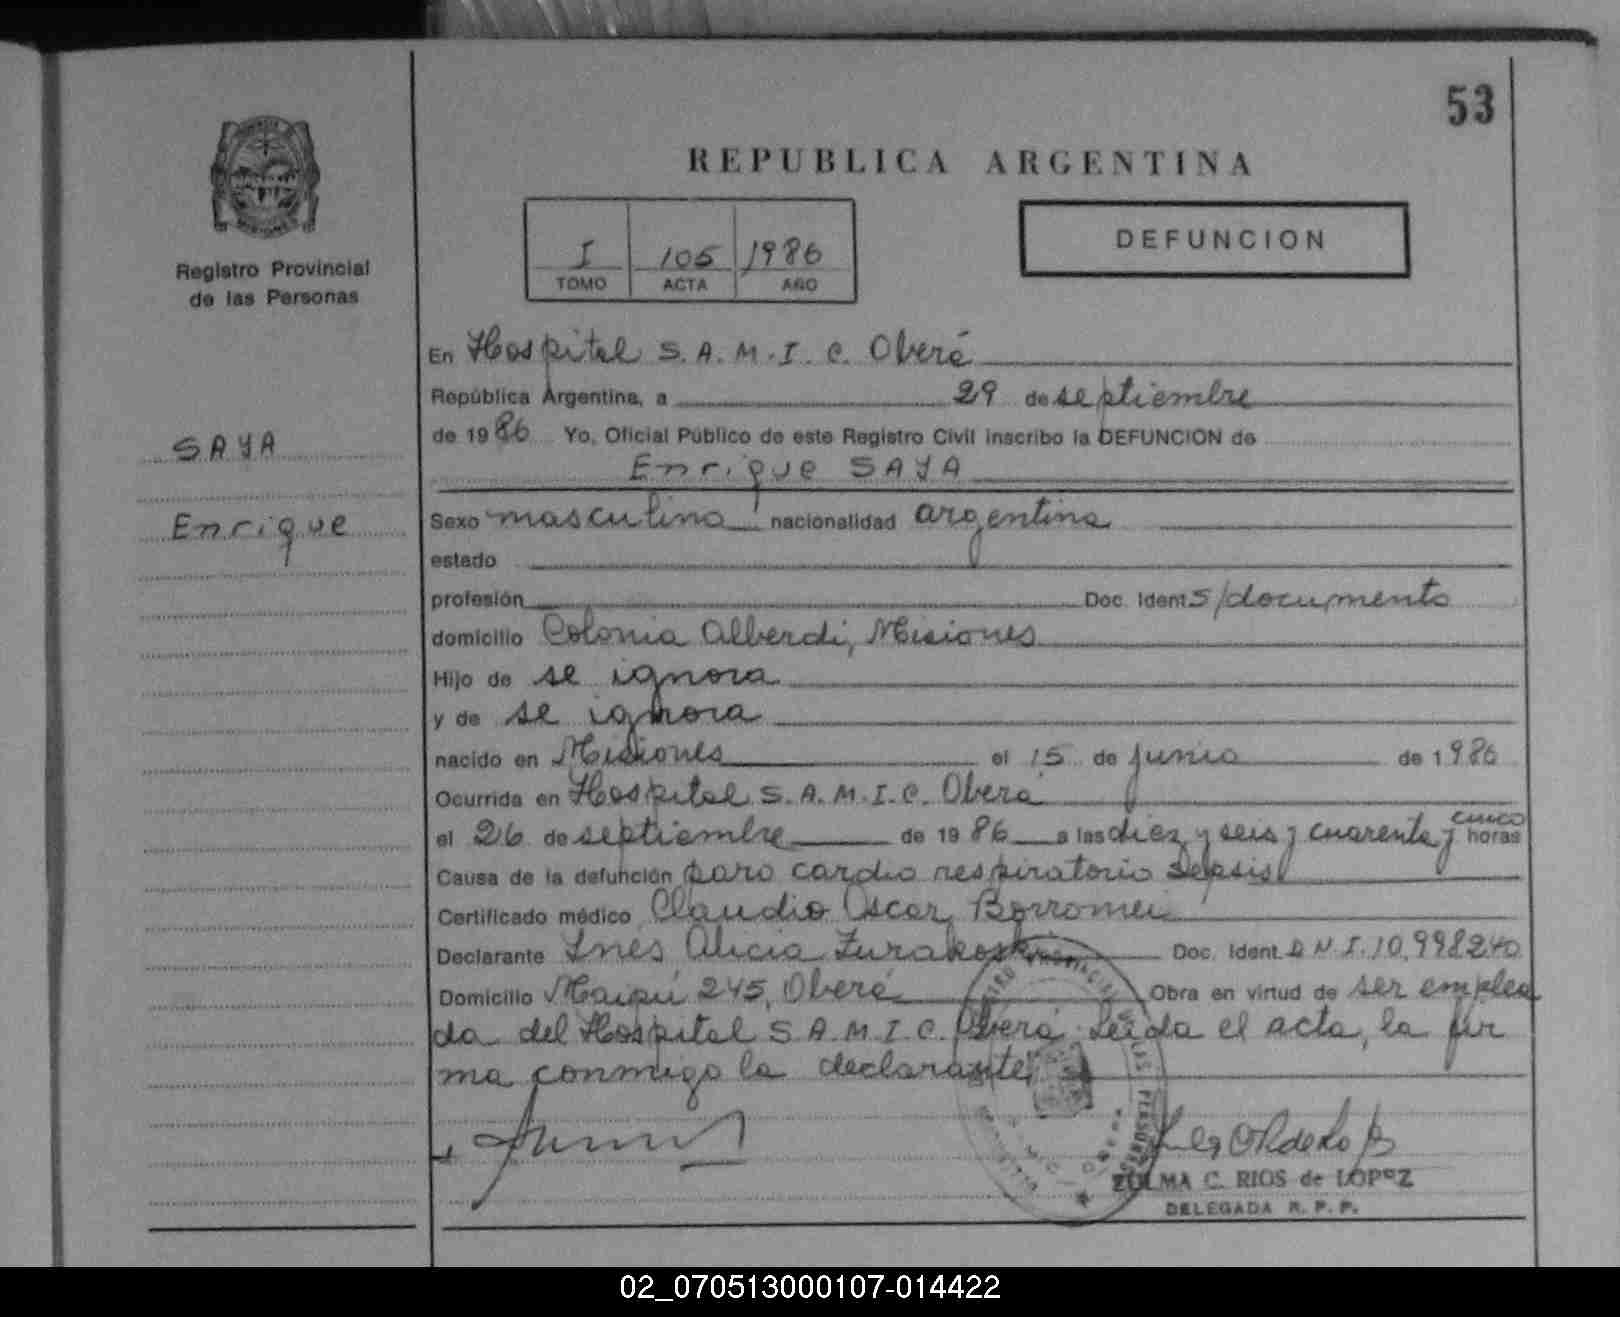 53
REPUBLICA ARGENTINA
I 105 1986
TOMO ACTA AÑO
DEFUNCION
Registro Provincial
de las Personas
SAYA
Enrique
En Hospital S.A.M.I.C. Oberá
República Argentina, a 29 de septiembre
de 1986 Yo, Oficial Público de este Registro Civil inscribo la DEFUNCION de
Enrique SAYA
Sexo masculino nacionalidad argentina
estado
profesión Doc. Ident. S/documento
domicilio Colonia Alberdi, Misiones
Hijo de se ignora
y de se ignora
nacido en Misiones el 15 de junio de 1986
Ocurrida en Hospital S.A.M.I.C. Oberá
el 26 de septiembre de 1986 a las diez y seis y cuarenta y cinco horas
Causa de la defunción paro cardio respiratorio sepsis
Certificado médico Claudio Oscar Borromei
Declarante Ines Alicia Doc. Ident. D.N.I. 10.998240
Domicilio Maipú 245, Oberá Obra en virtud de ser emplea
da del Hospital S.A.M.I.C. Oberá. Leída el acta, la fir
ma conmigo la declarante
ZULMA C. RIOS de LOPEZ
DELEGADA R. P. P.
02_070513000107-014422